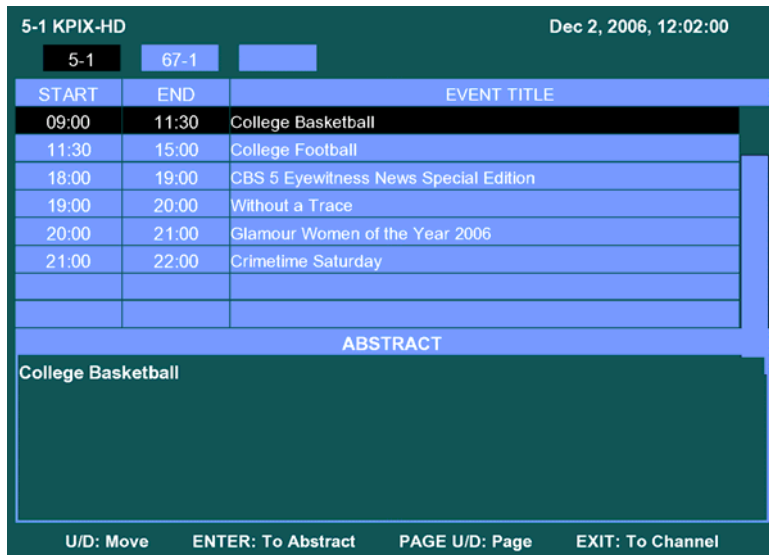 5-1 KPIX-HD Dec 2, 2006, 12:02:00
5-1 67-1
START END EVENT TITLE
09:00 11:30 College Basketball
11:30 15:00 College Football
18:00 19:00 CBS 5 Eyewitness News Special Edition
19:00 20:00 Without a Trace
20:00 21:00 Glamour Women of the Year 2006
21:00 22:00 Crimetime Saturday
ABSTRACT
College Basketball
U/D: Move ENTER: To Abstract PAGE U/D: Page EXIT: To Channel